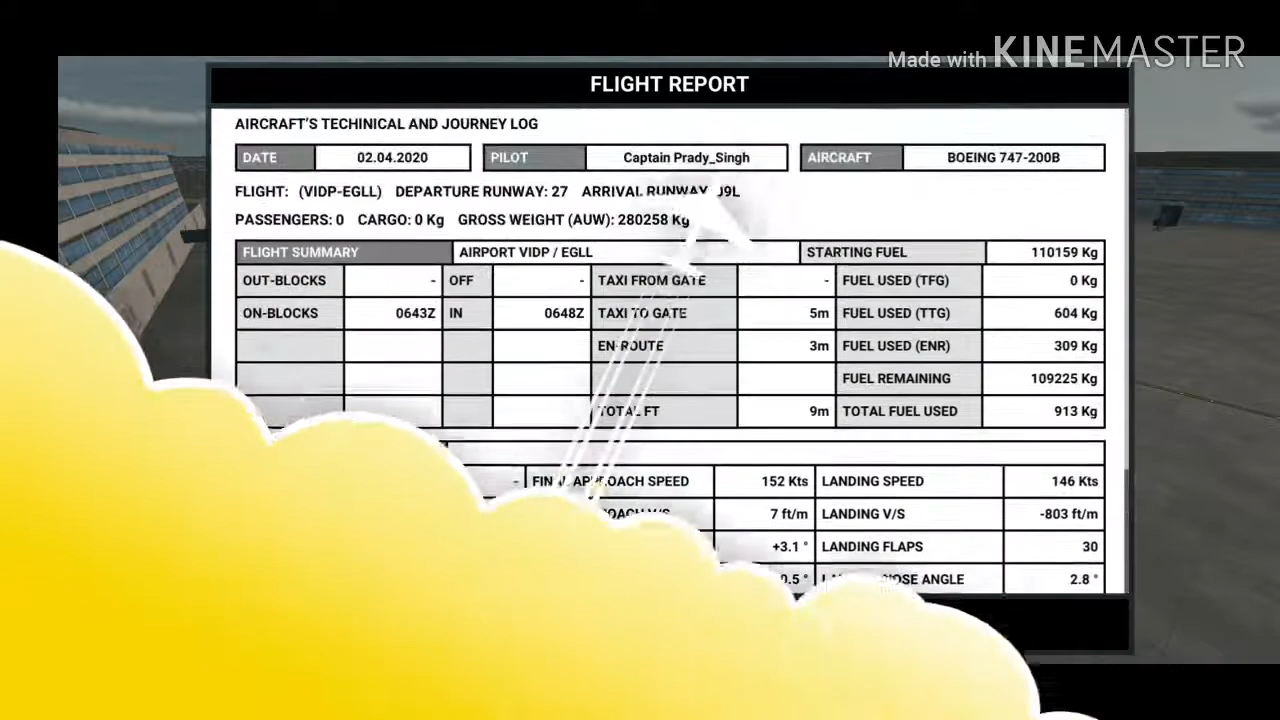 Made with KINEMASTER
FLIGHT REPORT
AIRCRAFT'S TECHINICAL AND JOURNEY LOG
DATE 02.04.2020 PILOT Captain Prady_Singh AIRCRAFT BOEING 747-200B
FLIGHT: (VIDP-EGLL) DEPARTURE RUNWAY: 27 ARRIVAL RUNWAY
PASSENGERS: 0 CARGO: 0 Kg GROSS WEIGHT (AUW): 280258 Kg
FLIGHT SUMMARY AIRPORT VIDP / EGLL STARTING FUEL 110159 Kg
OUT-BLOCKS - OFF - TAXI FROM GATE - FUEL USED (TFG) 0 Kg
ON-BLOCKS 0643Z IN 0648Z TAXI TO GATE 5m FUEL USED (TTG) 604 Kg
EN-ROUTE 3m FUEL USED (ENR) 309 Kg
FUEL REMAINING 109225 Kg
TOTAL FT 9m TOTAL FUEL USED 913 Kg
- FINAL APPROACH SPEED 152 Kts LANDING SPEED 146 Kts
7 ft/m LANDING V/S -803 ft/m
+3.1 ° LANDING FLAPS 30
ANGLE 2.8 °